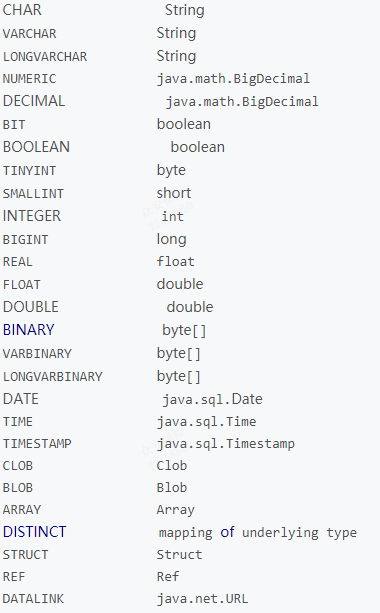 CHAR String
VARCHAR String
LONGVARCHAR String
NUMERIC java.math.BigDecimal
DECIMAL java.math.BigDecimal
BIT boolean
BOOLEAN boolean
TINYINT byte
SMALLINT short
INTEGER int
BIGINT long
REAL float
FLOAT double
DOUBLE double
BINARY byte[]
VARBINARY byte[]
LONGVARBINARY byte[]
DATE java.sql.Date
TIME java.sql.Time
TIMESTAMP java.sql.Timestamp
CLOB Clob
BLOB Blob
ARRAY Array
DISTINCT mapping of underlying type
STRUCT Struct
REF Ref
DATALINK java.net.URL